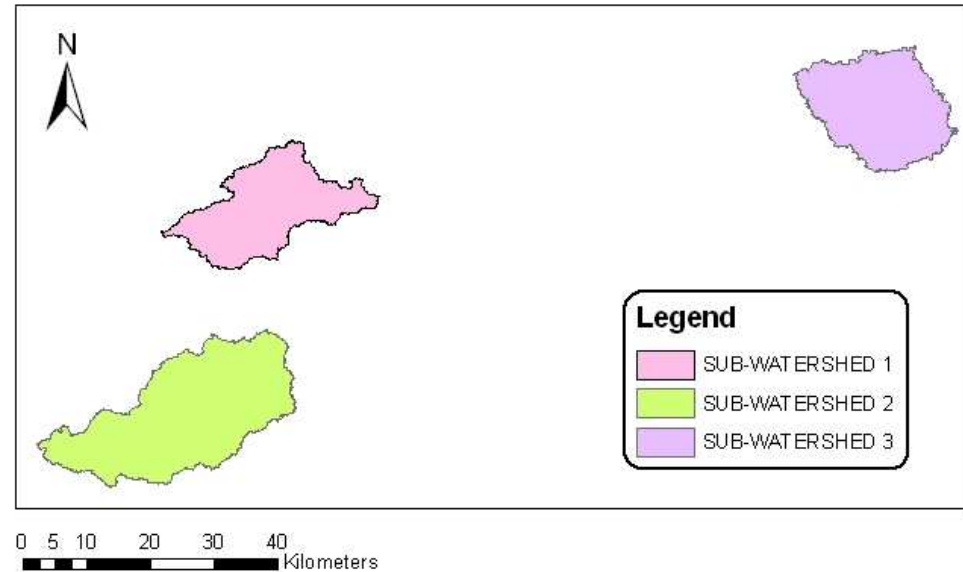 N
Legend
SUB-WATERSHED 1
SUB-WATERSHED 2
SUB-WATERSHED 3
0 5 10 20 30 40
Kilometers